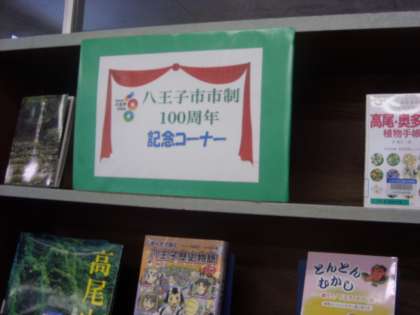 八王子市市制
100周年
記念コーナー
高尾・奥多
植物手帳
高尾山
八王子歴史物語
とんとん
むかし